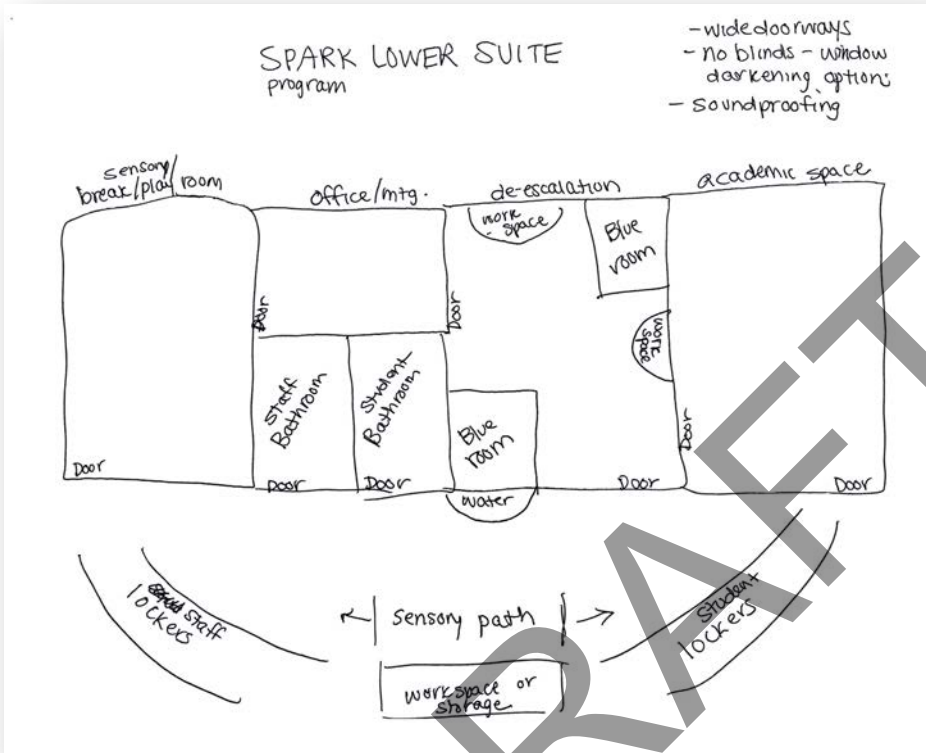 SPARK LOWER SUITE
program
- wide doorways
- no blinds - window
darkening options
- soundproofing
sensory/
break/play room
office/mtg.
de-escalation
academic space
work
space
Blue
room
Door
Door
work
space
Staff
Bathroom
Student
Bathroom
Blue
room
Door
Door
Door
Door
Door
Door
water
Staff
lockers
sensory path
Student
lockers
workspace or
storage
DRAFT